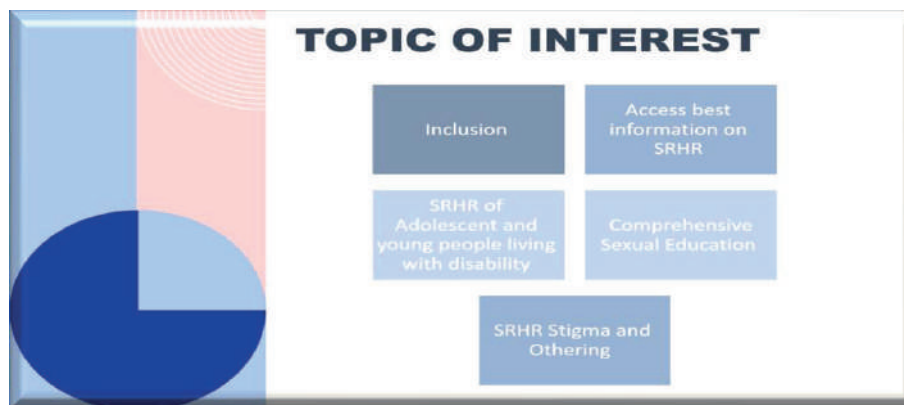 TOPIC OF INTEREST
Inclusion
Access best
information on
SRHR
SRHR of
Adolescent and
young people living
with disability
Comprehensive
Sexual Education
SRHR Stigma and
Othering